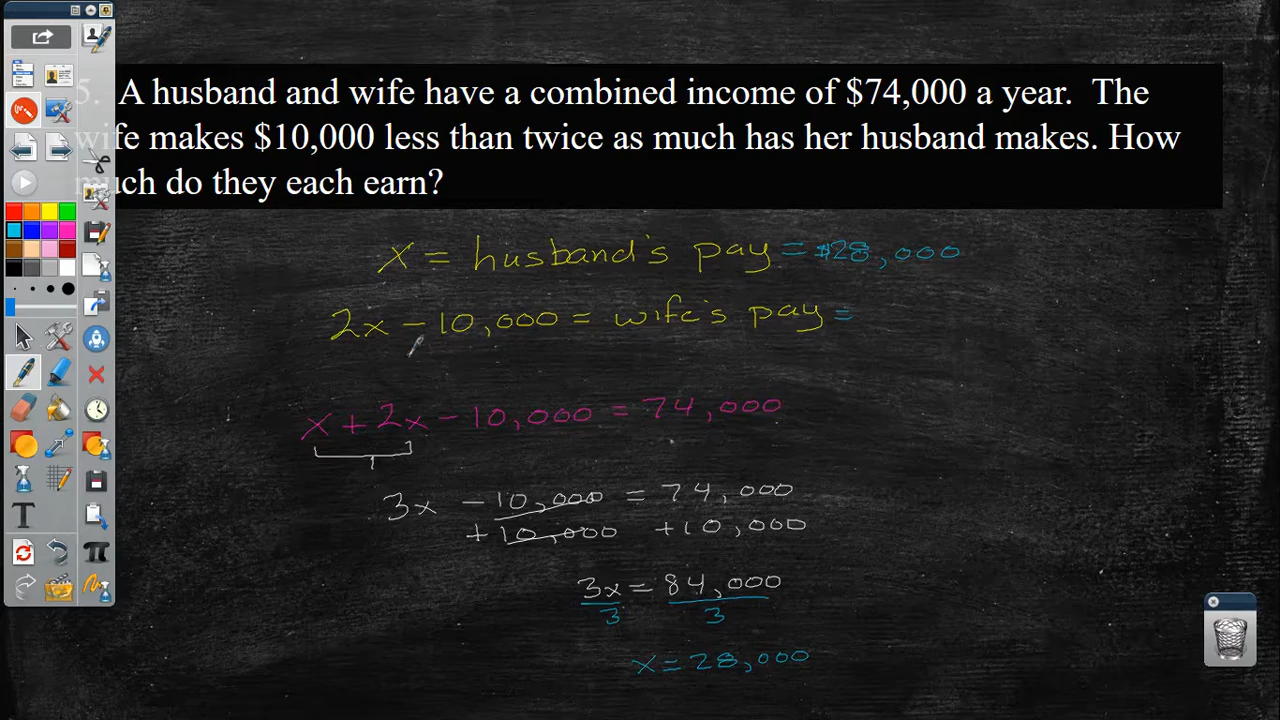 5. A husband and wife have a combined income of $74,000 a year. The
wife makes $10,000 less than twice as much has her husband makes. How
much do they each earn?
x = husband's pay = $28,000
2x - 10,000 = wife's pay =
x + 2x - 10,000 = 74,000
3x - 10,000 = 74,000
+ 10,000 + 10,000
3x = 84,000
3 3
x = 28,000